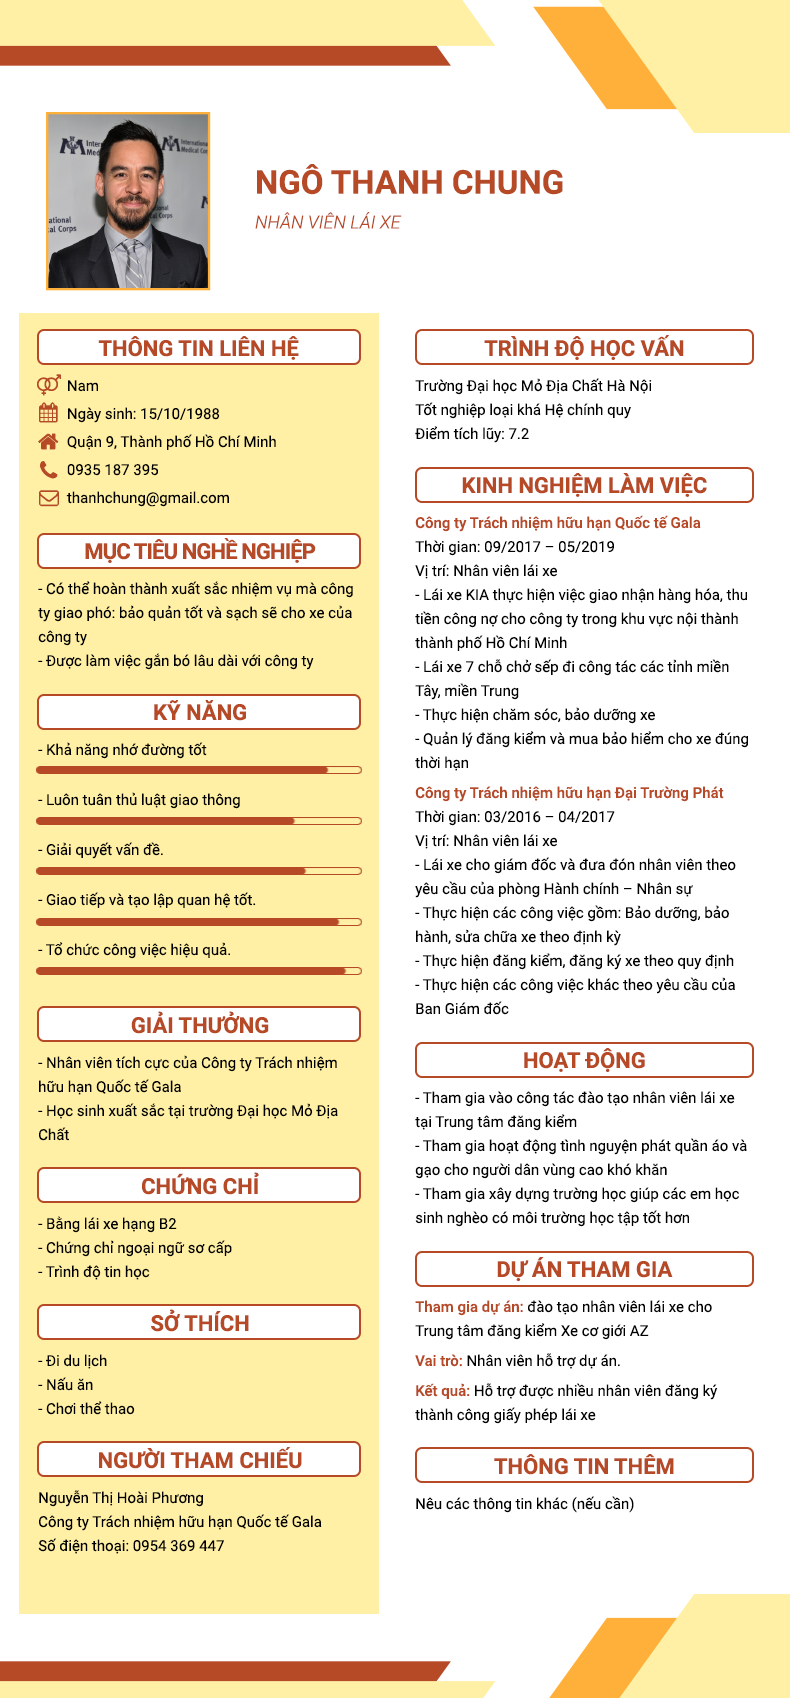 International
Medical Corps
NGÔ THANH CHUNG
NHÂN VIÊN LÁI XE
THÔNG TIN LIÊN HỆ
Nam
Ngày sinh: 15/10/1988
Quận 9, Thành phố Hồ Chí Minh
0935 187 395
thanhchung@gmail.com
MỤC TIÊU NGHỀ NGHIỆP
- Có thể hoàn thành xuất sắc nhiệm vụ mà công
ty giao phó: bảo quản tốt và sạch sẽ cho xe của
công ty
- Được làm việc gắn bó lâu dài với công ty
KỸ NĂNG
- Khả năng nhớ đường tốt
- Luôn tuân thủ luật giao thông
- Giải quyết vấn đề.
- Giao tiếp và tạo lập quan hệ tốt.
- Tổ chức công việc hiệu quả.
GIẢI THƯỞNG
- Nhân viên tích cực của Công ty Trách nhiệm
hữu hạn Quốc tế Gala
- Học sinh xuất sắc tại trường Đại học Mỏ Địa
Chất
CHỨNG CHỈ
- Bằng lái xe hạng B2
- Chứng chỉ ngoại ngữ sơ cấp
- Trình độ tin học
SỞ THÍCH
- Đi du lịch
- Nấu ăn
- Chơi thể thao
NGƯỜI THAM CHIẾU
Nguyễn Thị Hoài Phương
Công ty Trách nhiệm hữu hạn Quốc tế Gala
Số điện thoại: 0954 369 447
TRÌNH ĐỘ HỌC VẤN
Trường Đại học Mỏ Địa Chất Hà Nội
Tốt nghiệp loại khá Hệ chính quy
Điểm tích lũy: 7.2
KINH NGHIỆM LÀM VIỆC
Công ty Trách nhiệm hữu hạn Quốc tế Gala
Thời gian: 09/2017 – 05/2019
Vị trí: Nhân viên lái xe
- Lái xe KIA thực hiện việc giao nhận hàng hóa, thu
tiền công nợ cho công ty trong khu vực nội thành
thành phố Hồ Chí Minh
- Lái xe 7 chỗ chở sếp đi công tác các tỉnh miền
Tây, miền Trung
- Thực hiện chăm sóc, bảo dưỡng xe
- Quản lý đăng kiểm và mua bảo hiểm cho xe đúng
thời hạn
Công ty Trách nhiệm hữu hạn Đại Trường Phát
Thời gian: 03/2016 – 04/2017
Vị trí: Nhân viên lái xe
- Lái xe cho giám đốc và đưa đón nhân viên theo
yêu cầu của phòng Hành chính – Nhân sự
- Thực hiện các công việc gồm: Bảo dưỡng, bảo
hành, sửa chữa xe theo định kỳ
- Thực hiện đăng kiểm, đăng ký xe theo quy định
- Thực hiện các công việc khác theo yêu cầu của
Ban Giám đốc
HOẠT ĐỘNG
- Tham gia vào công tác đào tạo nhân viên lái xe
tại Trung tâm đăng kiểm
- Tham gia hoạt động tình nguyện phát quần áo và
gạo cho người dân vùng cao khó khăn
- Tham gia xây dựng trường học giúp các em học
sinh nghèo có môi trường học tập tốt hơn
DỰ ÁN THAM GIA
Tham gia dự án: đào tạo nhân viên lái xe cho
Trung tâm đăng kiểm Xe cơ giới AZ
Vai trò: Nhân viên hỗ trợ dự án.
Kết quả: Hỗ trợ được nhiều nhân viên đăng ký
thành công giấy phép lái xe
THÔNG TIN THÊM
Nêu các thông tin khác (nếu cần)